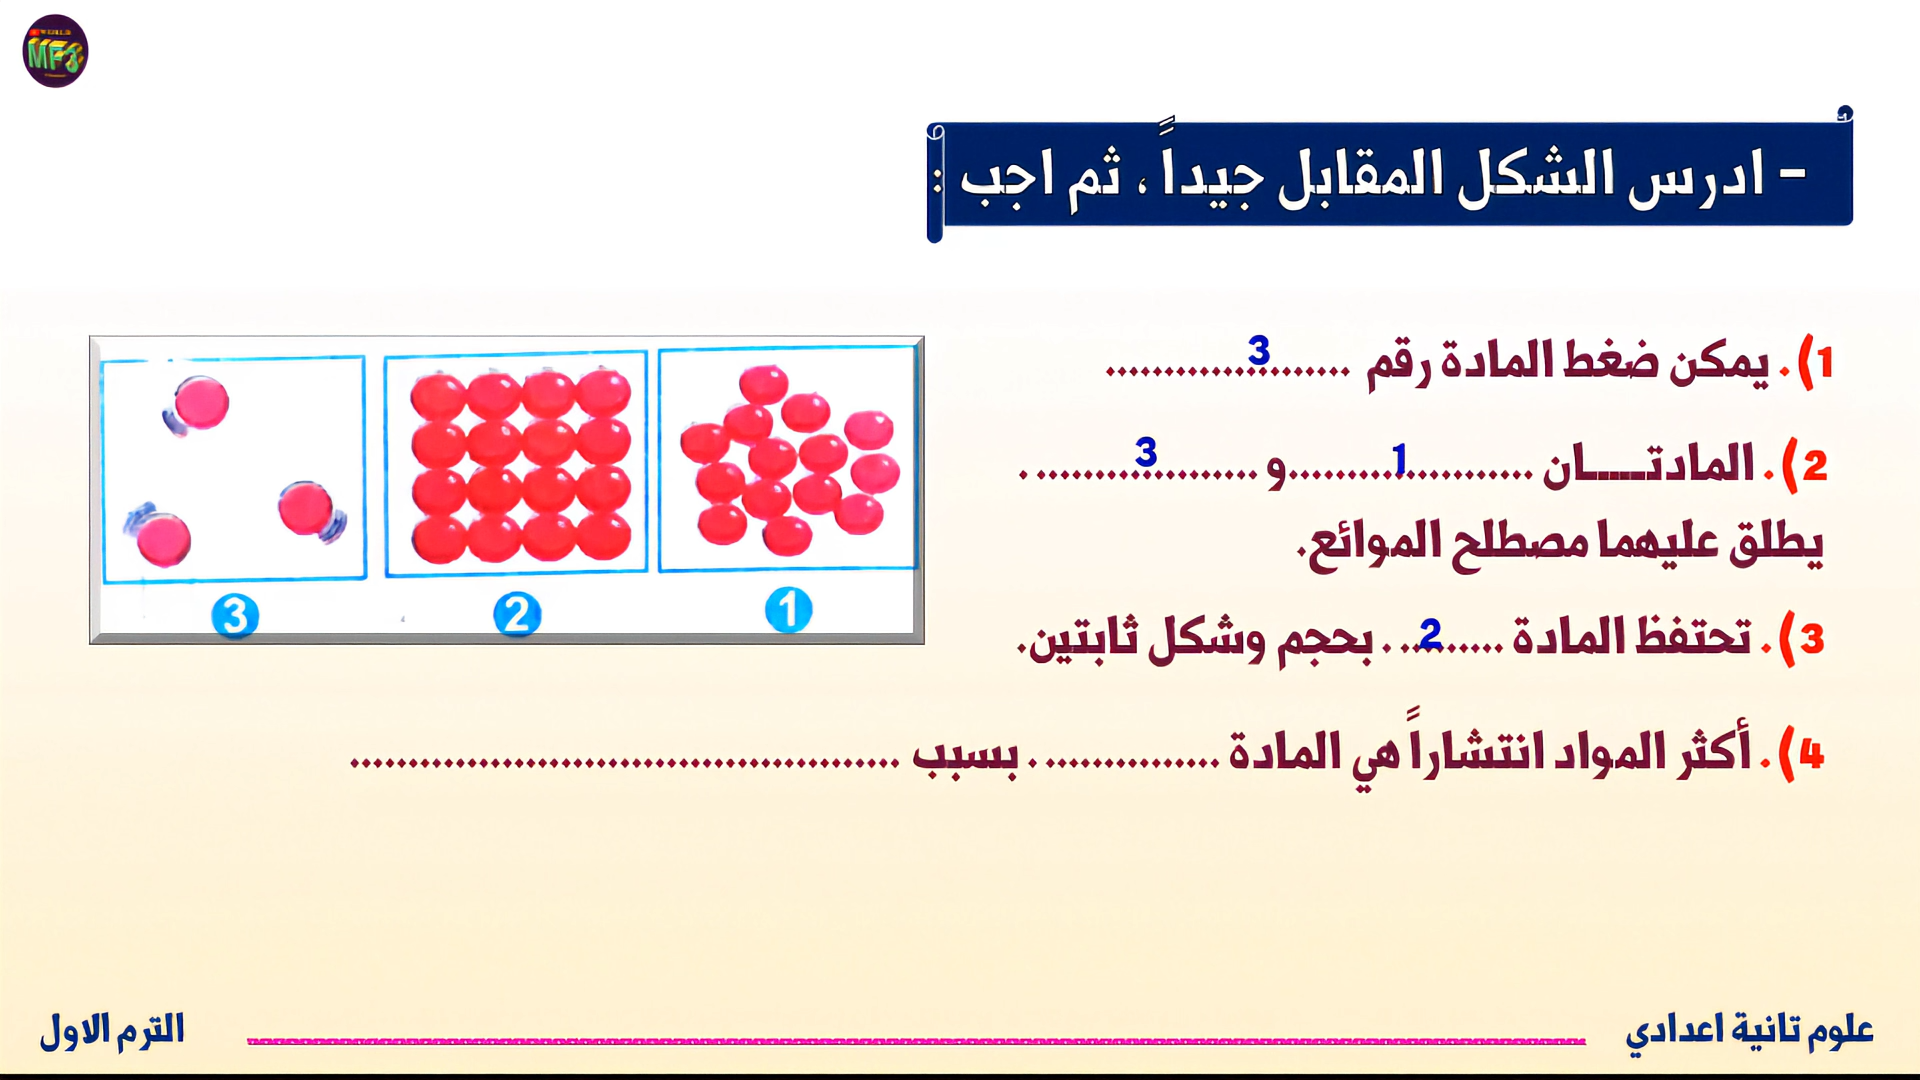 WORLD
MF3
- ادرس الشكل المقابل جيداً ، ثم اجب :
1). يمكن ضغط المادة رقم .........3............
2). المادتـــــان ...........1..........و.........3.......... .
يطلق عليهما مصطلح الموائع.
3). تحتفظ المادة ......2.... . بحجم وشكل ثابتين.
4). أكثر المواد انتشاراً هي المادة ............... . بسبب ...............................................
1
2
3
علوم تانية اعدادي
الترم الاول